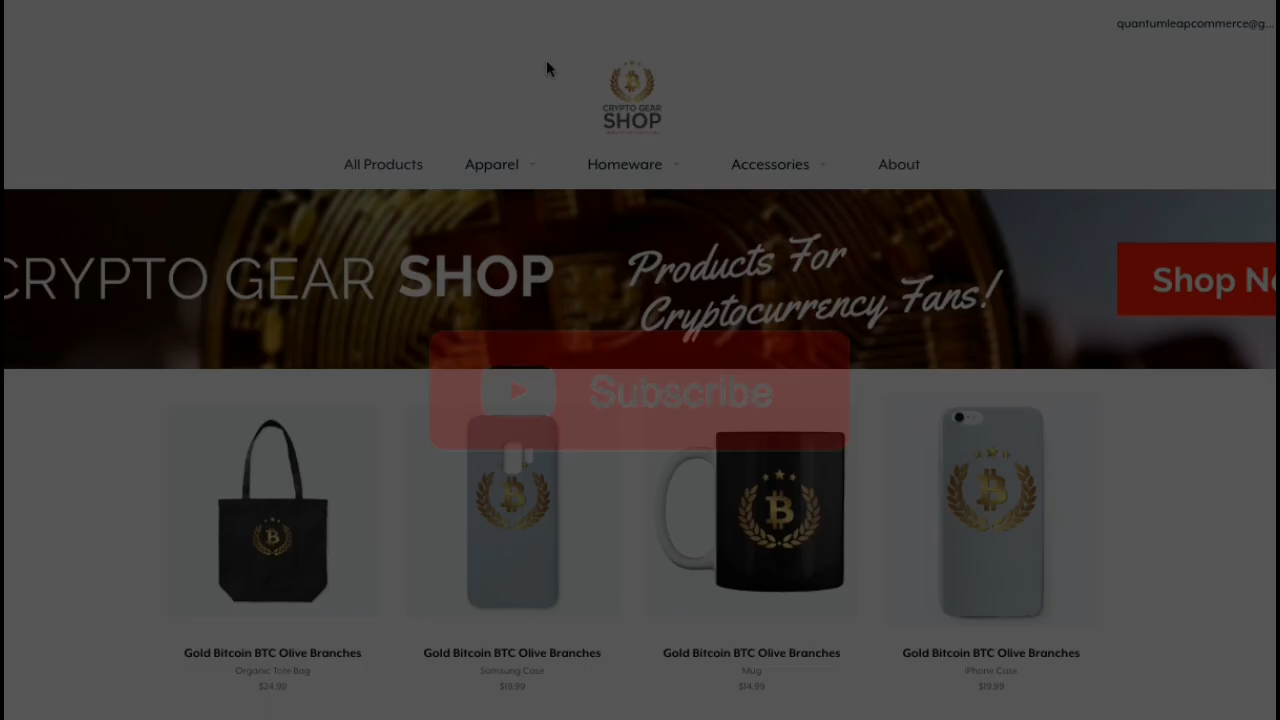 quantumleapcommerce@g...
CRYPTO GEAR
SHOP
All Products Apparel Homeware Accessories About
CRYPTO GEAR SHOP
Products For
Cryptocurrency Fans!
Shop
Subscribe
Gold Bitcoin BTC Olive Branches
Organic Tote Bag
$24.99
Gold Bitcoin BTC Olive Branches
Samsung Case
$19.99
Gold Bitcoin BTC Olive Branches
Mug
$14.99
Gold Bitcoin BTC Olive Branches
iPhone Case
$19.99